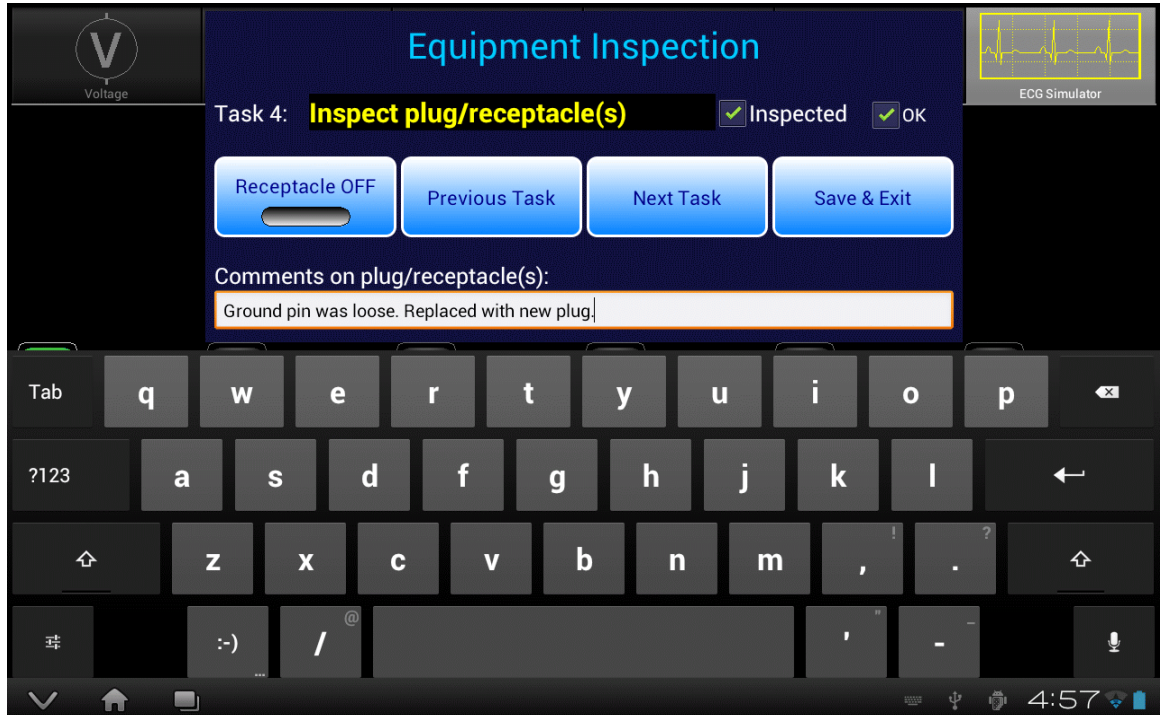 V
Voltage
Equipment Inspection
ECG Simulator
Task 4: Inspect plug/receptacle(s) Inspected OK
Receptacle OFF Previous Task Next Task Save & Exit
Comments on plug/receptacle(s):
Ground pin was loose. Replaced with new plug.
Tab q w e r t y u i o p
?123 a s d f g h j k l
z x c v b n m , ! . ?
:-) ... / @ ' " - _
4:57